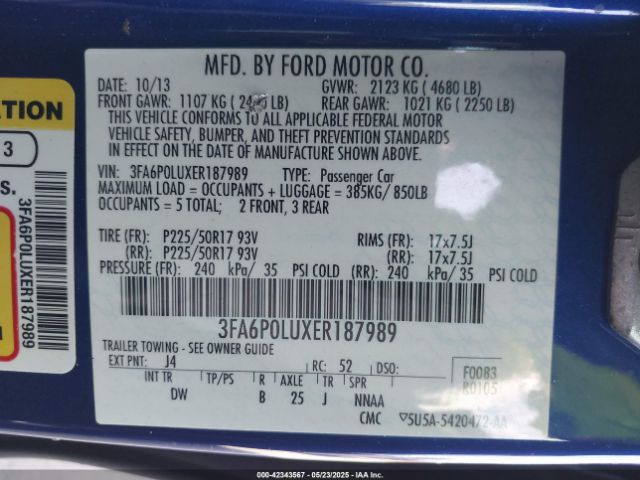 MFD. BY FORD MOTOR CO.
DATE: 10/13 GVWR: 2123 KG ( 4680 LB)
FRONT GAWR: 1107 KG ( LB) REAR GAWR: 1021 KG ( 2250 LB)
THIS VEHICLE CONFORMS TO ALL APPLICABLE FEDERAL MOTOR
VEHICLE SAFETY, BUMPER, AND THEFT PREVENTION STANDARDS
IN EFFECT ON THE DATE OF MANUFACTURE SHOWN ABOVE.
VIN: 3FA6P0LUXER187989 TYPE: Passenger Car
MAXIMUM LOAD = OCCUPANTS + LUGGAGE = 385KG/ 850LB
OCCUPANTS = 5 TOTAL: 2 FRONT, 3 REAR
TIRE (FR): P225/50R17 93V RIMS (FR): 17x7.5J
(RR): P225/50R17 93V (RR): 17x7.5J
PRESSURE (FR): 240 kPa/ 35 PSI COLD (RR): 240 kPa/ 35 PSI COLD
3FA6P0LUXER187989
TRAILER TOWING - SEE OWNER GUIDE
EXT PNT: J4 RC: 52 DSO: F0083
R0105
INT TR TP/PS R AXLE TR SPR
DW B 25 J NNAA
CMC ▽5U5A-5420472-AA
ATION
3
s.
3FA6P0LUXER187989
00-42343567 - 05/23/2025 - IAAI.COM